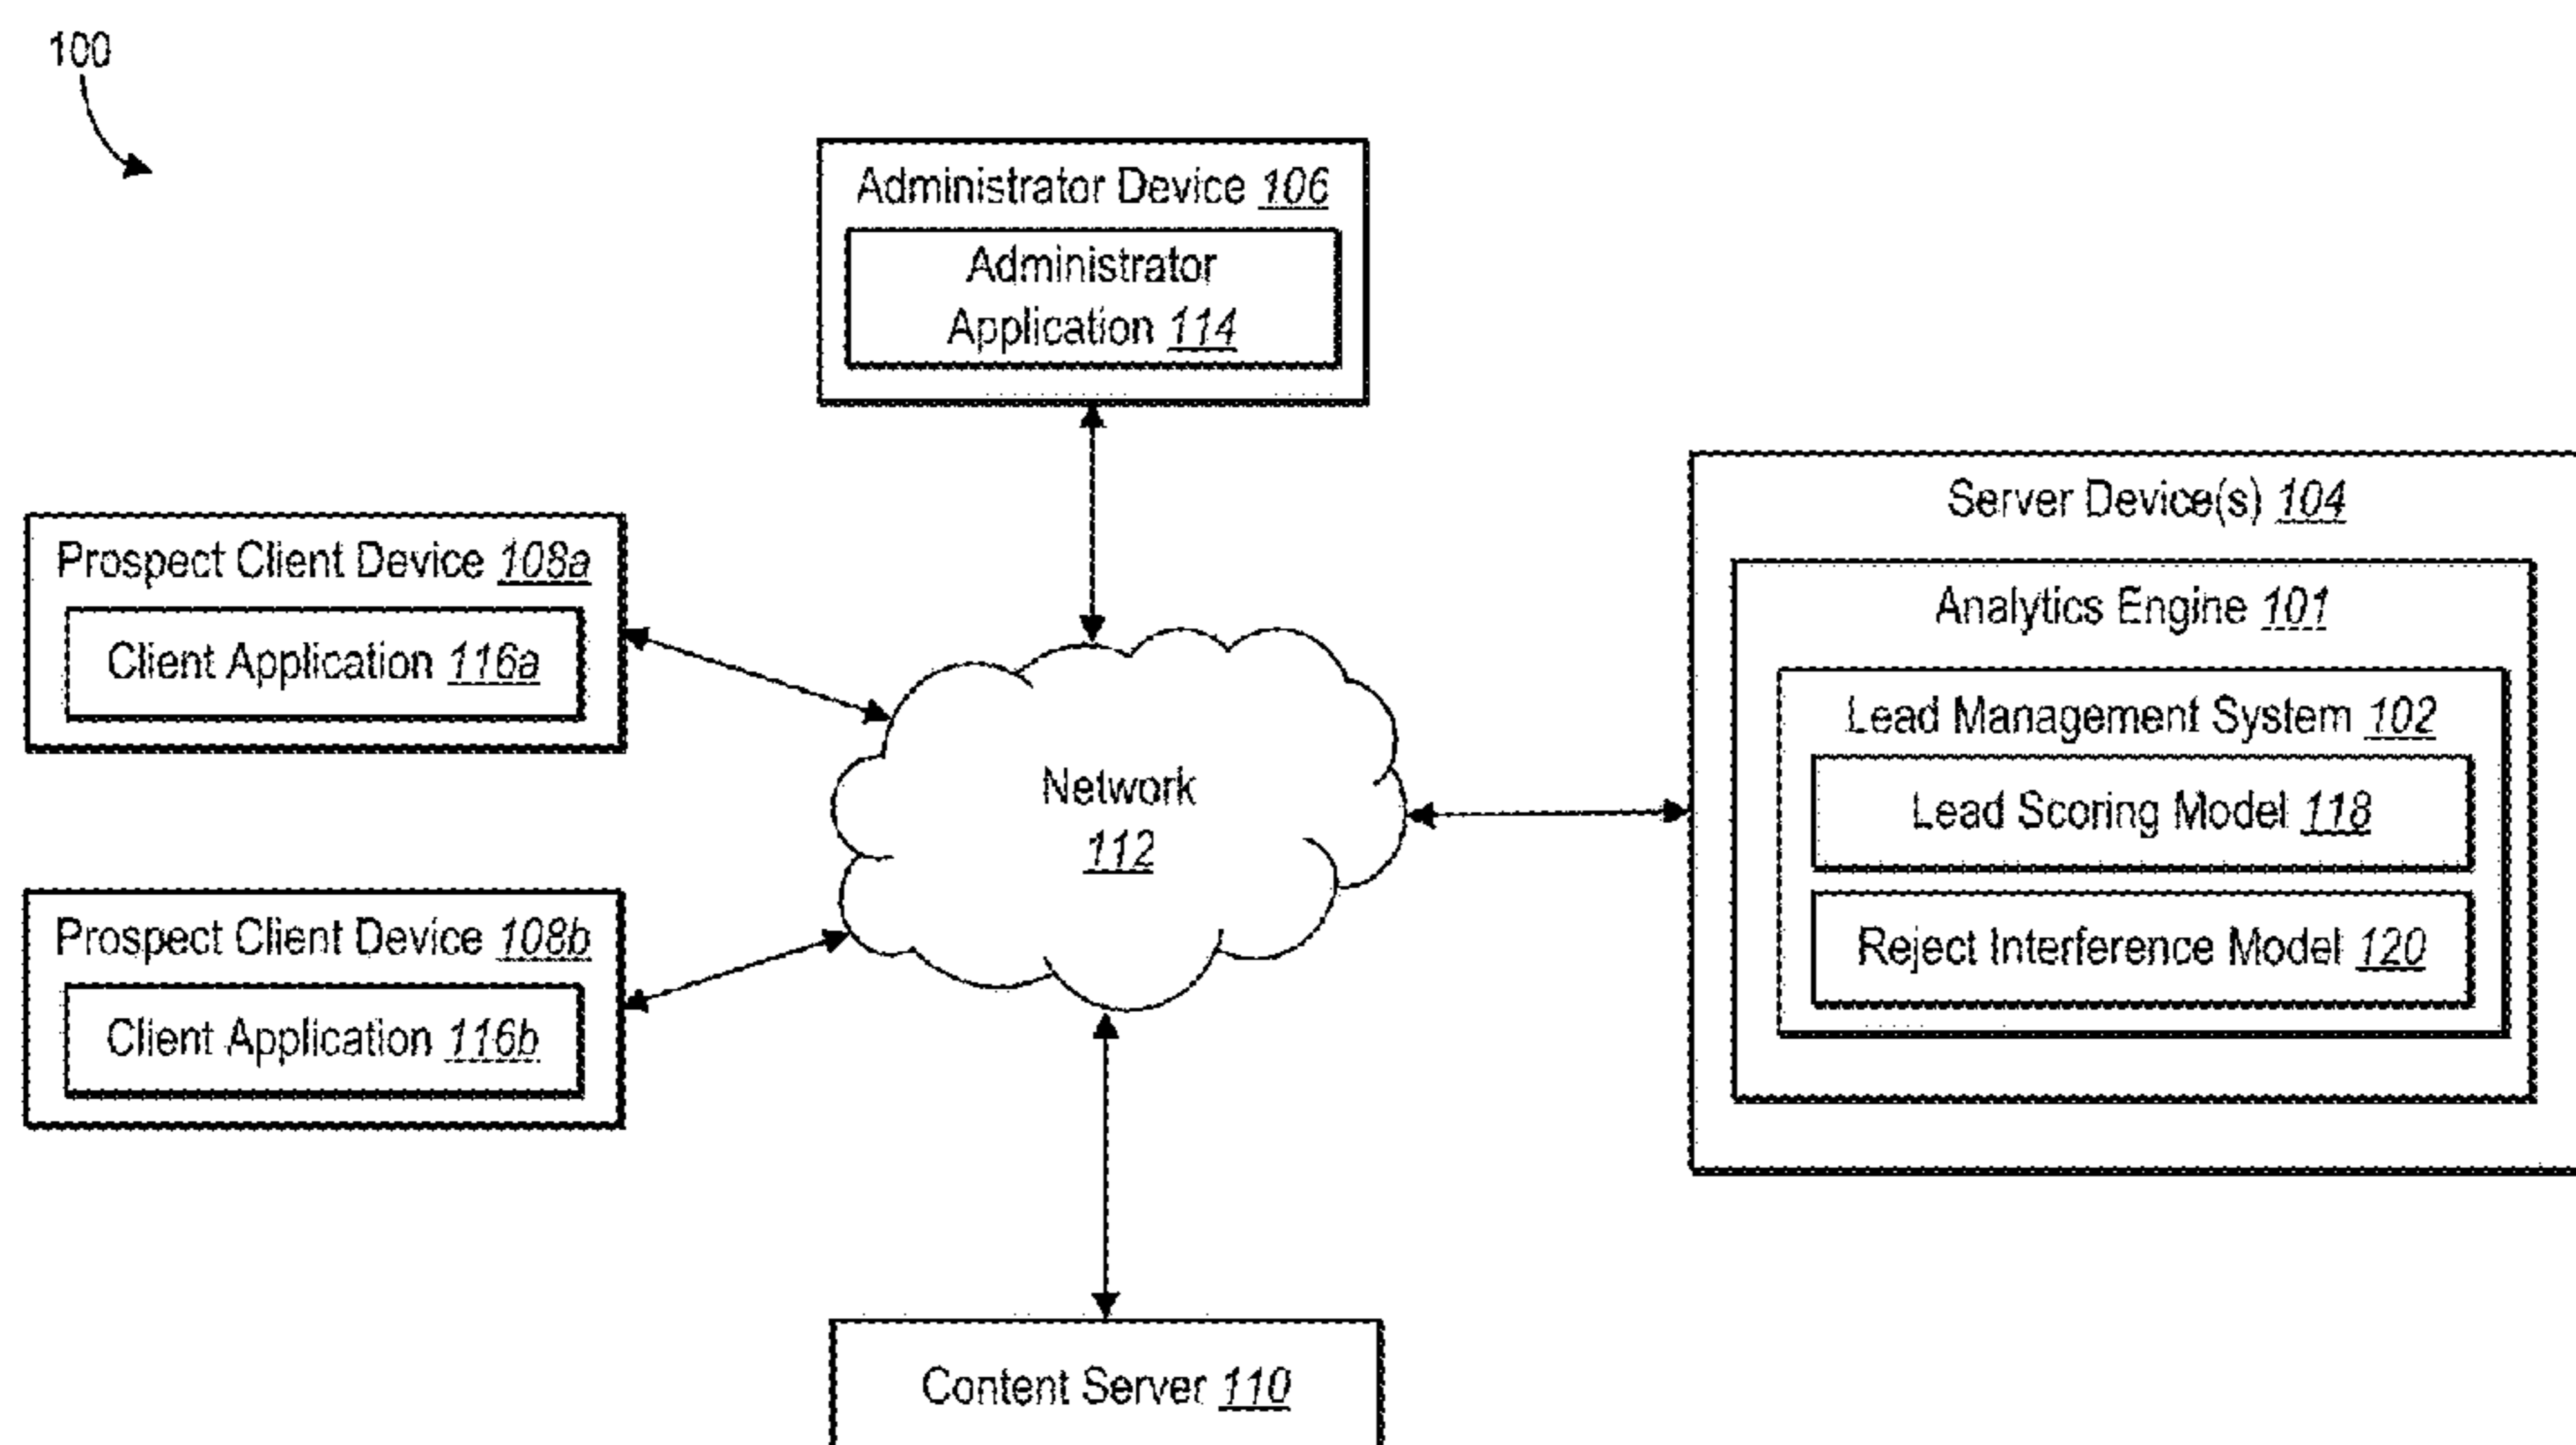 100
Administrator Device 106
Administrator
Application 114
Prospect Client Device 108a
Client Application 116a
Server Device(s) 104
Analytics Engine 101
Lead Management System 102
Lead Scoring Model 118
Reject Interference Model 120
Network
112
Prospect Client Device 108b
Client Application 116b
Content Server 110